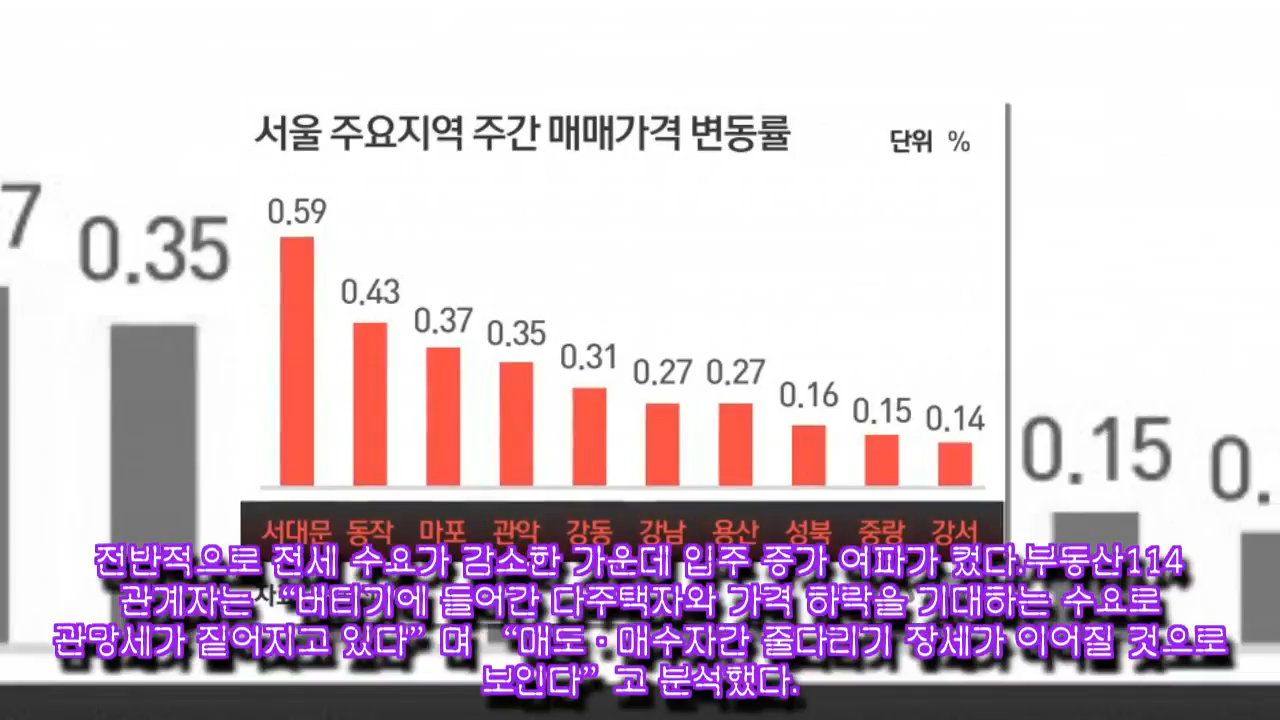 서울 주요지역 주간 매매가격 변동률
단위 %
0.59 0.43 0.37 0.35 0.31 0.27 0.27 0.16 0.15 0.14
서대문 동작 마포 관악 강동 강남 용산 성북 중랑 강서
7 0.35
0.15 0.
전반적으로 전세 수요가 감소한 가운데 입주 증가 여파가 컸다.부동산114
관계자는 “버티기에 들어간 다주택자와 가격 하락을 기대하는 수요로
관망세가 짙어지고 있다” 며 “매도·매수자간 줄다리기 장세가 이어질 것으로
보인다” 고 분석했다.